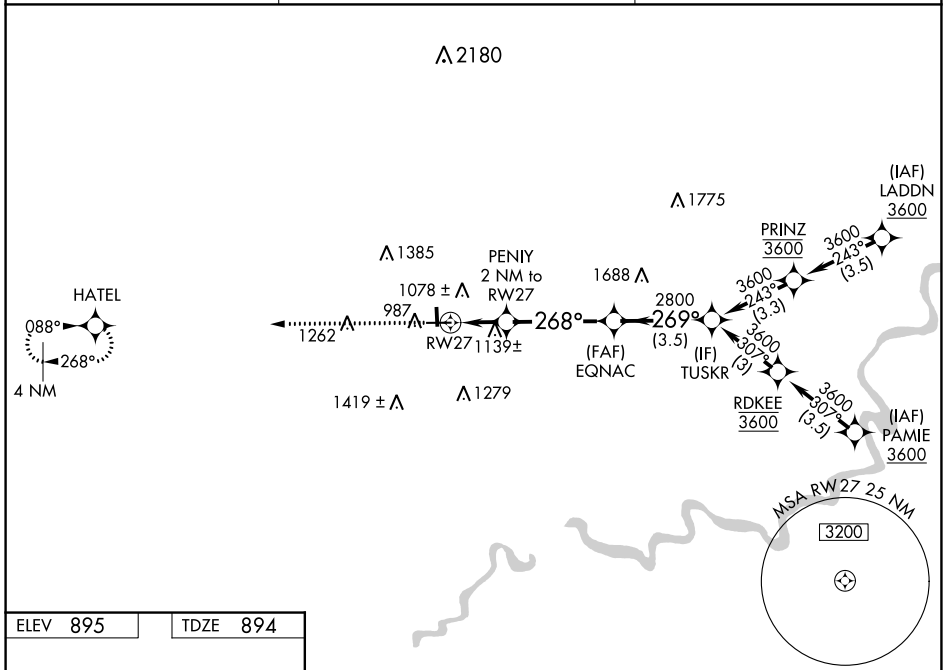 2180
(IAF)
LADDN
3600
1775
PRINZ
3600
3600
243°
(3.5)
1385
PENIY
2 NM to
RW27
1688
3600
243°
(3.3)
HATEL
1078 ±
2800
088°
987
268°
269°
1262
RW27
1139±
(3.5)
268°
(FAF)
EQNAC
(IF)
TUSKR
3600
307°
(3)
4 NM
1419 ±
1279
RDKEE
3600
3600
307°
(3.5)
(IAF)
PAMIE
3600
MSA RW27 25 NM
3200
ELEV 895
TDZE 894